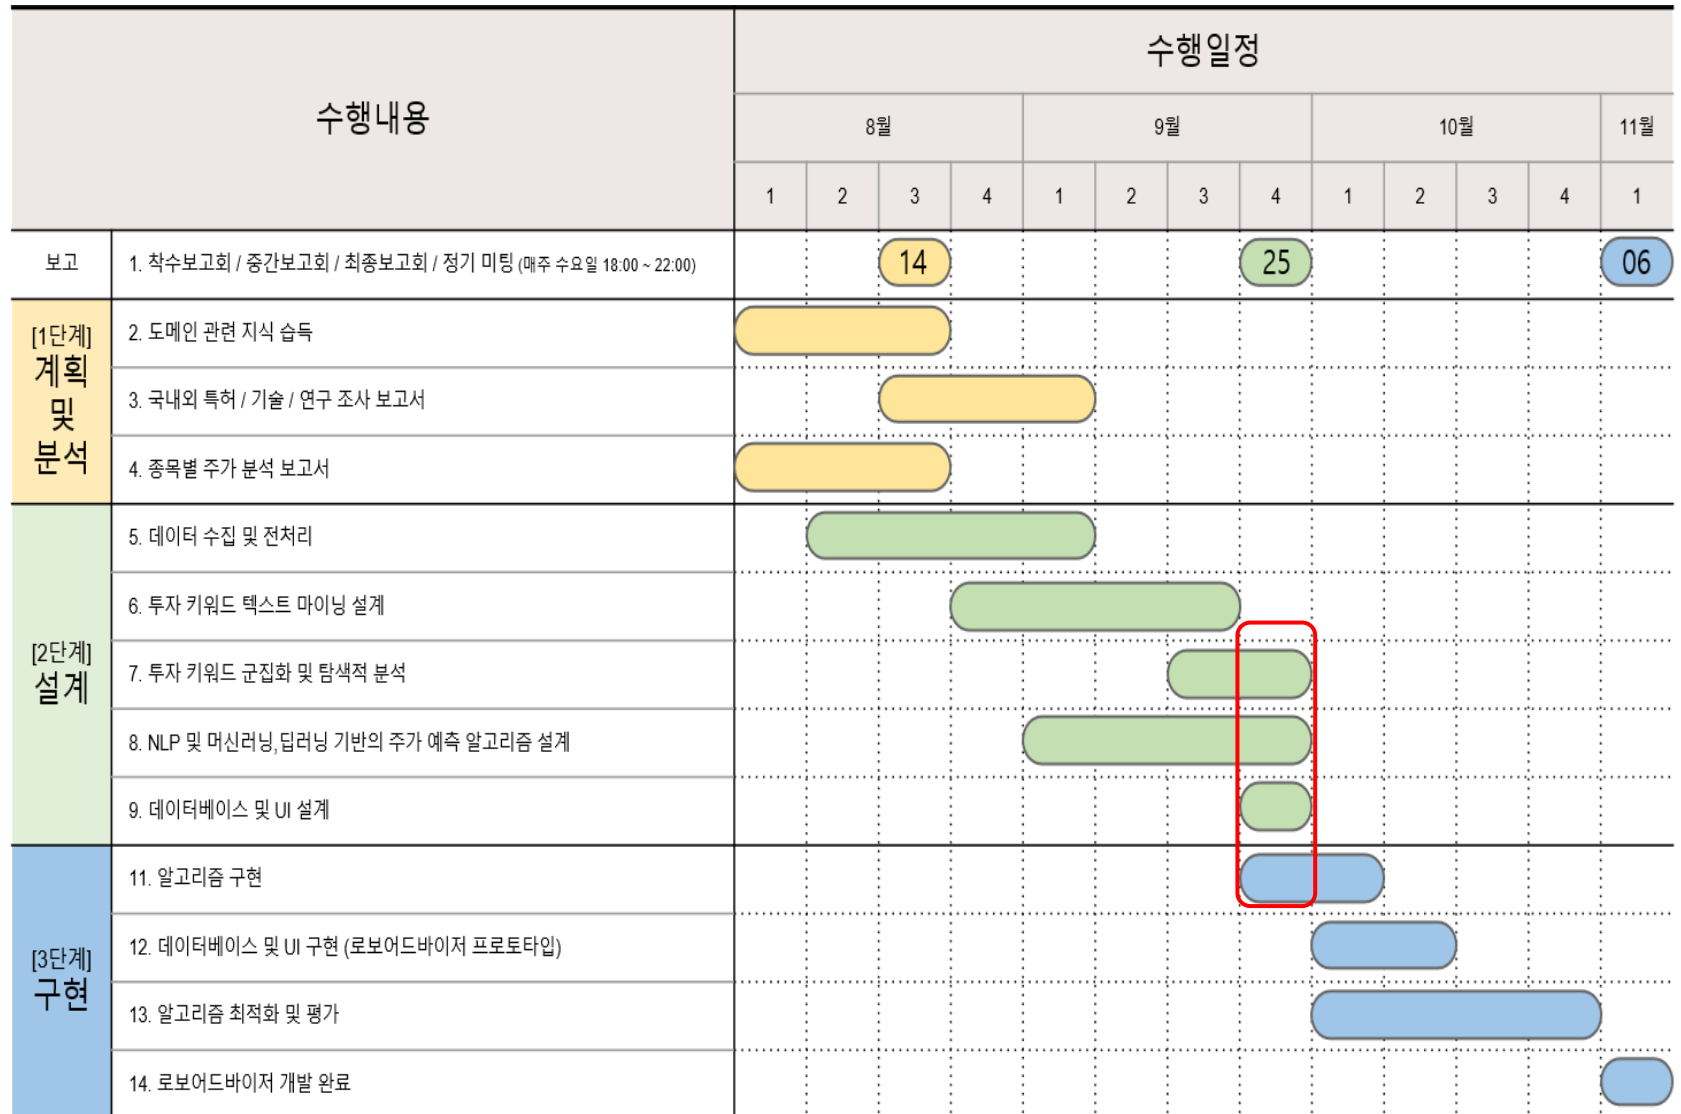 수행내용
수행일정
8월 9월 10월 11월
1 2 3 4 1 2 3 4 1 2 3 4 1
보고
1. 착수보고회 / 중간보고회 / 최종보고회 / 정기 미팅 (매주 수요일 18:00 ~ 22:00)
14 25 06
[1단계]
계획
및
분석
2. 도메인 관련 지식 습득
3. 국내외 특허 / 기술 / 연구 조사 보고서
4. 종목별 주가 분석 보고서
[2단계]
설계
5. 데이터 수집 및 전처리
6. 투자 키워드 텍스트 마이닝 설계
7. 투자 키워드 군집화 및 탐색적 분석
8. NLP 및 머신러닝,딥러닝 기반의 주가 예측 알고리즘 설계
9. 데이터베이스 및 UI 설계
[3단계]
구현
11. 알고리즘 구현
12. 데이터베이스 및 UI 구현 (로보어드바이저 프로토타입)
13. 알고리즘 최적화 및 평가
14. 로보어드바이저 개발 완료